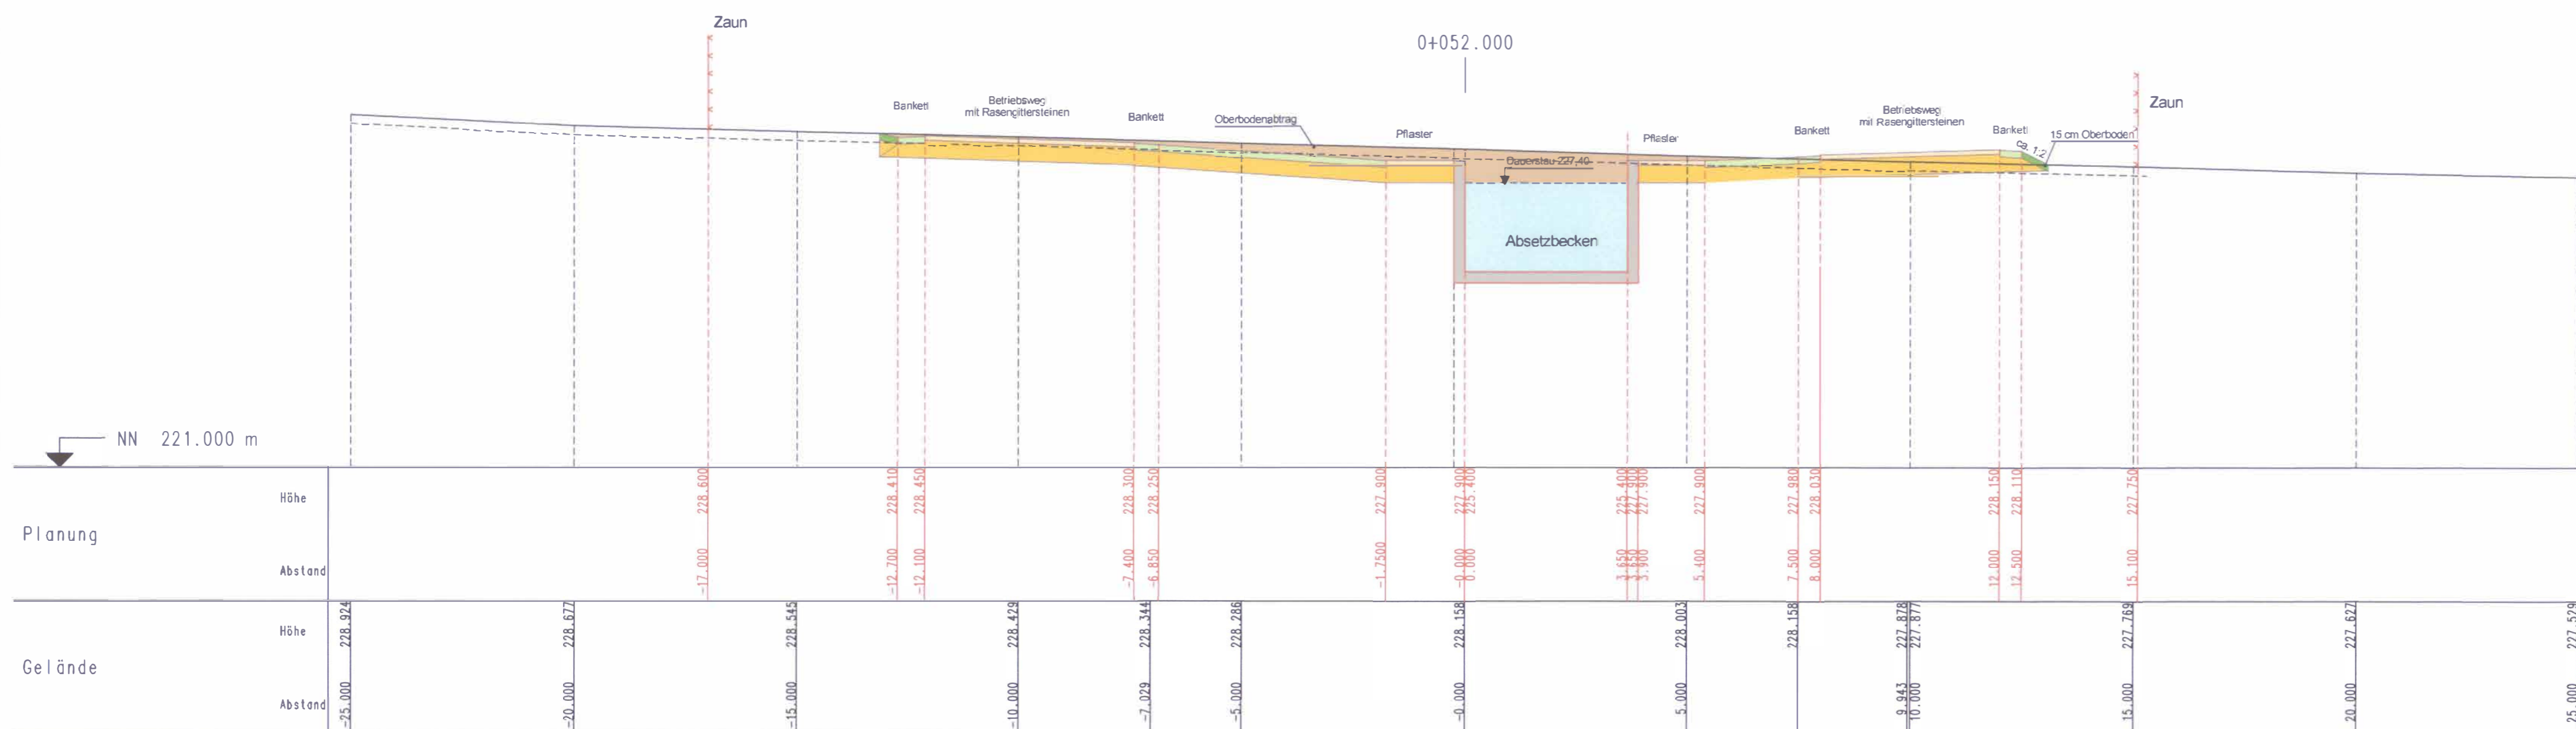 Zaun
0+052.000
Bankett
Betriebsweg
mit Rasengittersteinen
Bankett
Oberbodenabtrag
Pflaster
Pflaster
Dauerstau 227,40
Bankett
Betriebsweg
mit Rasengittersteinen
Bankett
ca. 1:2
15 cm Oberboden
Zaun
Absetzbecken
NN 221.000 m
Planung
Höhe
228.600
228.410
228.450
228.300
228.250
227.900
227.900
225.400
225.400
227.900
227.900
227.900
227.980
228.030
228.150
228.110
227.750
Abstand
-17.000
-12.700
-12.100
-7.400
-6.850
-1.7500
-0.000
0.000
3.650
3.650
3.900
5.400
7.500
8.000
12.000
12.500
15.100
Gelände
Höhe
228.924
228.677
228.545
228.429
228.344
228.286
228.158
228.003
228.158
227.878
227.877
227.769
227.627
227.529
Abstand
-25.000
-20.000
-15.000
-10.000
-7.029
-5.000
-0.000
5.000
9.943
10.000
15.000
20.000
25.000